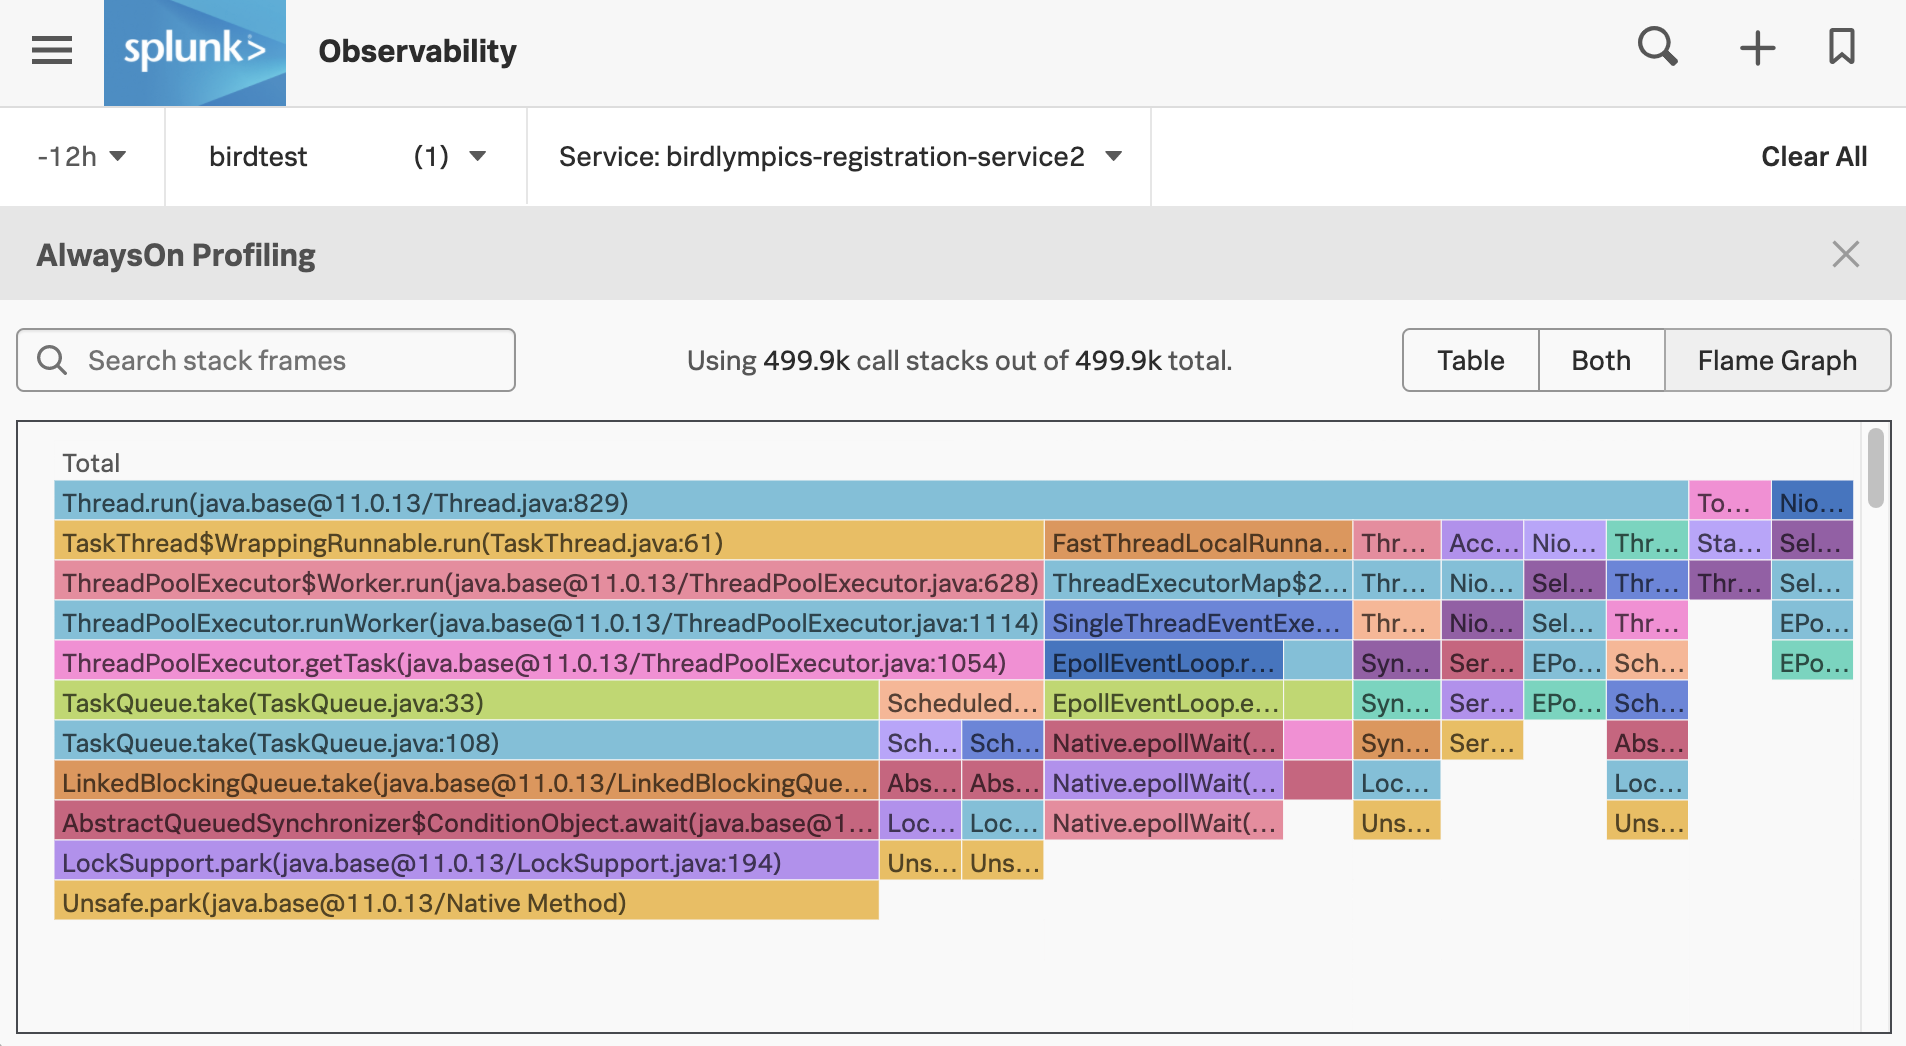 splunk> Observability
-12h birdtest (1) Service: birdlympics-registration-service2 Clear All
AlwaysOn Profiling
Search stack frames Using 499.9k call stacks out of 499.9k total. Table Both Flame Graph
Total
Thread.run(java.base@11.0.13/Thread.java:829) To... Nio...
TaskThread$WrappingRunnable.run(TaskThread.java:61) FastThreadLocalRunna... Thr... Acc... Nio... Thr... Sta... Sel...
ThreadPoolExecutor$Worker.run(java.base@11.0.13/ThreadPoolExecutor.java:628) ThreadExecutorMap$2... Thr... Nio... Sel... Thr... Thr... Sel...
ThreadPoolExecutor.runWorker(java.base@11.0.13/ThreadPoolExecutor.java:1114) SingleThreadEventExe... Thr... Nio... Sel... Thr... EPo...
ThreadPoolExecutor.getTask(java.base@11.0.13/ThreadPoolExecutor.java:1054) EpollEventLoop.r... Syn... Ser... EPo... Sch... EPo...
TaskQueue.take(TaskQueue.java:33) Scheduled... EpollEventLoop.e... Syn... Ser... EPo... Sch...
TaskQueue.take(TaskQueue.java:108) Sch... Sch... Native.epollWait(... Syn... Ser... Abs...
LinkedBlockingQueue.take(java.base@11.0.13/LinkedBlockingQue... Abs... Abs... Native.epollWait(... Loc... Loc...
AbstractQueuedSynchronizer$ConditionObject.await(java.base@1... Loc... Loc... Native.epollWait(... Uns... Uns...
LockSupport.park(java.base@11.0.13/LockSupport.java:194) Uns... Uns...
Unsafe.park(java.base@11.0.13/Native Method)